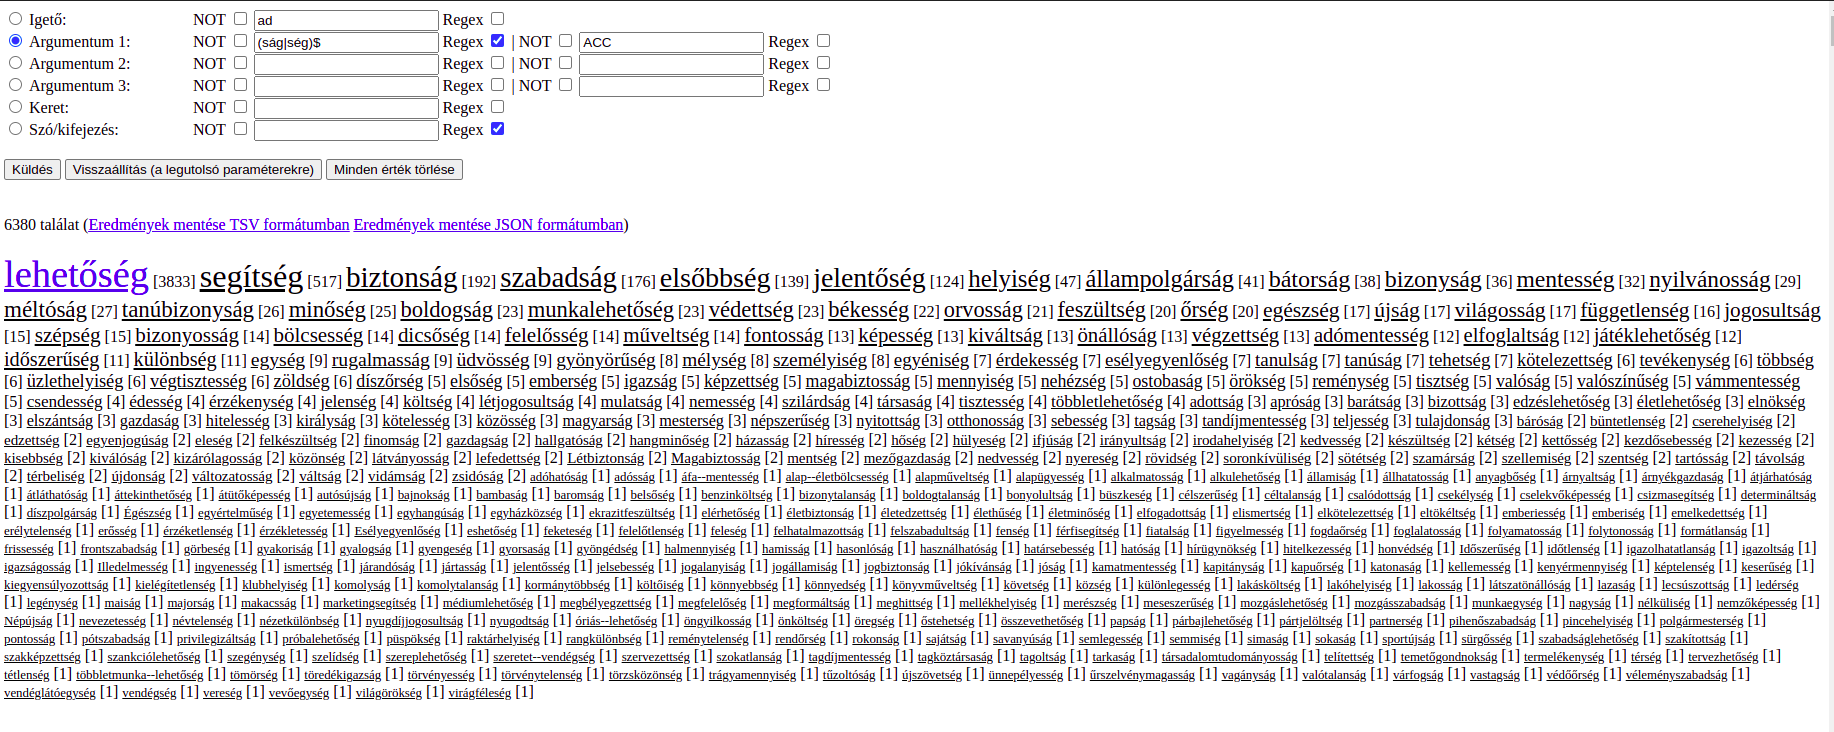 Igető: NOT ad Regex
Argumentum 1: NOT (ság|ség)$ Regex | NOT ACC Regex
Argumentum 2: NOT Regex | NOT Regex
Argumentum 3: NOT Regex | NOT Regex
Keret: NOT Regex
Szó/kifejezés: NOT Regex
Küldés Visszaállítás (a legutolsó paraméterekre) Minden érték törlése
6380 találat (Eredmények mentése TSV formátumban Eredmények mentése JSON formátumban)
lehetőség [3833] segítség [517] biztonság [192] szabadság [176] elsőbbség [139] jelentőség [124] helyiség [47] állampolgárság [41] bátorság [38] bizonyság [36] mentesség [32] nyilvánosság [29]
méltóság [27] tanúbizonyság [26] minőség [25] boldogság [23] munkalehetőség [23] védettség [23] békesség [22] orvosság [21] feszültség [20] őrség [20] egészség [17] újság [17] világosság [17] függetlenség [16] jogosultság
[15] szépség [15] bizonyosság [14] bölcsesség [14] dicsőség [14] felelősség [14] műveltség [14] fontosság [13] képesség [13] kiváltság [13] önállóság [13] végzettség [13] adómentesség [12] elfoglaltság [12] játéklehetőség [12]
időszerűség [11] különbség [11] egység [9] rugalmasság [9] üdvösség [9] gyönyörűség [8] mélység [8] személyiség [8] egyéniség [7] érdekesség [7] esélyegyenlőség [7] tanulság [7] tanúság [7] tehetség [7] kötelezettség [6] tevékenység [6] többség
[6] üzlethelyiség [6] végtisztesség [6] zöldség [6] díszőrség [5] elsőség [5] emberség [5] igazság [5] képzettség [5] magabiztosság [5] mennyiség [5] nehézség [5] ostobaság [5] örökség [5] reménység [5] tisztség [5] valóság [5] valószínűség [5] vámmentesség
[5] csendesség [4] édesség [4] érzékenység [4] jelenség [4] költség [4] létjogosultság [4] mulatság [4] nemesség [4] szilárdság [4] társaság [4] tisztesség [4] többletlehetőség [4] adottság [3] apróság [3] barátság [3] bizottság [3] edzéslehetőség [3] életlehetőség [3] elnökség
[3] elszántság [3] gazdaság [3] hitelesség [3] királyság [3] kötelesség [3] közösség [3] magyarság [3] mesterség [3] népszerűség [3] nyitottság [3] otthonosság [3] sebesség [3] tagság [3] tandíjmentesség [3] teljesség [3] tulajdonság [3] báróság [2] büntetlenség [2] cserehelyiség [2]
edzettség [2] egyenjogúság [2] eleség [2] felkészültség [2] finomság [2] gazdagság [2] hallgatóság [2] hangminőség [2] házasság [2] híresség [2] hőség [2] hülyeség [2] ifjúság [2] irányultság [2] irodahelyiség [2] kedvesség [2] készültség [2] kétség [2] kettősség [2] kezdősebesség [2] kezesség [2]
kisebbség [2] kiválóság [2] kizárólagosság [2] közönség [2] látványosság [2] lefedettség [2] Létbiztonság [2] Magabiztosság [2] mentség [2] mezőgazdaság [2] nedvesség [2] nyereség [2] rövidség [2] soronkívüliség [2] sötétség [2] szamárság [2] szellemiség [2] szentség [2] tartósság [2] távolság
[2] térbeliség [2] újdonság [2] változatosság [2] váltság [2] vidámság [2] zsidóság [2] adóhatóság [1] adósság [1] áfa--mentesség [1] alap--életbölcsesség [1] alapműveltség [1] alapügyesség [1] alkalmatosság [1] alkulehetőség [1] államiság [1] állhatatosság [1] anyagbőség [1] árnyaltság [1] árnyékgazdaság [1] átjárhatóság
[1] átláthatóság [1] áttekinthetőség [1] átütőképesség [1] autósújság [1] bajnokság [1] bambaság [1] baromság [1] belsőség [1] benzinköltség [1] bizonytalanság [1] boldogtalanság [1] bonyolultság [1] büszkeség [1] célszerűség [1] céltalanság [1] csalódottság [1] csekélység [1] cselekvőképesség [1] csizmasegítség [1] determináltság
[1] díszpolgárság [1] Égészség [1] egyértelműség [1] egyetemesség [1] egyhangúság [1] egyházközség [1] ekrazitfeszültség [1] elérhetőség [1] életbiztonság [1] életedzettség [1] élethűség [1] életminőség [1] elfogadottság [1] elismertség [1] elkötelezettség [1] eltökéltség [1] emberiesség [1] emberiség [1] emelkedettség [1]
erélytelenség [1] erősség [1] érzéketlenség [1] érzékletesség [1] Esélyegyenlőség [1] eshetőség [1] feketeség [1] felelőtlenség [1] feleség [1] felhatalmazottság [1] felszabadultság [1] fenség [1] férfisegítség [1] fiatalság [1] figyelmesség [1] fogdaőrség [1] foglalatosság [1] folyamatosság [1] folytonosság [1] formátlanság [1]
frissesség [1] frontszabadság [1] görbeség [1] gyakoriság [1] gyalogság [1] gyengeség [1] gyorsaság [1] gyöngédség [1] halmennyiség [1] hamisság [1] hasonlóság [1] használhatóság [1] határsebesség [1] hatóság [1] hírügynökség [1] hitelkezesség [1] honvédség [1] Időszerűség [1] időtlenség [1] igazolhatatlanság [1] igazoltság [1]
igazságosság [1] Illedelmesség [1] ingyenesség [1] ismertség [1] járandóság [1] jártasság [1] jelentősség [1] jelsebesség [1] jogalanyiság [1] jogállamiság [1] jogbiztonság [1] jókívánság [1] jóság [1] kamatmentesség [1] kapitányság [1] kapuőrség [1] katonaság [1] kellemesség [1] kenyérmennyiség [1] képtelenség [1] keserűség [1]
kiegyensúlyozottság [1] kielégítetlenség [1] klubhelyiség [1] komolyság [1] komolytalanság [1] kormánytöbbség [1] költőiség [1] könnyebbség [1] könnyedség [1] könyvműveltség [1] követség [1] község [1] különlegesség [1] lakásköltség [1] lakóhelyiség [1] lakosság [1] látszatönállóság [1] lazaság [1] lecsúszottság [1] ledérség
[1] legénység [1] maiság [1] majorság [1] makacsság [1] marketingsegítség [1] médiumlehetőség [1] megbélyegzettség [1] megfelelőség [1] megformáltság [1] meghittség [1] mellékhelyiség [1] merészség [1] meseszerűség [1] mozgáslehetőség [1] mozgásszabadság [1] munkaegység [1] nagyság [1] nélküliség [1] nemzőképesség [1]
Népújság [1] nevezetesség [1] névtelenség [1] nézetkülönbség [1] nyugdíjjogosultság [1] nyugodtság [1] óriás--lehetőség [1] öngyilkosság [1] önköltség [1] öregség [1] őstehetség [1] összevethetőség [1] papság [1] párbajlehetőség [1] pártjelöltség [1] partnerség [1] pihenőszabadság [1] pincehelyiség [1] polgármesterség [1]
pontosság [1] pótszabadság [1] privilegizáltság [1] próbalehetőség [1] püspökség [1] raktárhelyiség [1] rangkülönbség [1] reménytelenség [1] rendőrség [1] rokonság [1] sajátság [1] savanyúság [1] semlegesség [1] semmiség [1] simaság [1] sokaság [1] sportújság [1] sürgősség [1] szabadságlehetőség [1] szakítottság [1]
szakképzettség [1] szankciólehetőség [1] szegénység [1] szelídség [1] szereplehetőség [1] szeretet--vendégség [1] szervezettség [1] szokatlanság [1] tagdíjmentesség [1] tagköztársaság [1] tagoltság [1] tarkaság [1] társadalomtudományosság [1] telítettség [1] temetőgondnokság [1] termelékenység [1] térség [1] tervezhetőség [1]
tétlenség [1] többletmunka--lehetőség [1] tömörség [1] töredékigazság [1] törvényesség [1] törvénytelenség [1] törzsközönség [1] trágyamennyiség [1] tűzoltóság [1] újszövetség [1] ünnepélyesség [1] űrszelvénymagasság [1] vagányság [1] valótalanság [1] várfogság [1] vastagság [1] védőőrség [1] véleményszabadság [1]
vendéglátóegység [1] vendégség [1] vereség [1] vevőegység [1] világörökség [1] virágféleség [1]